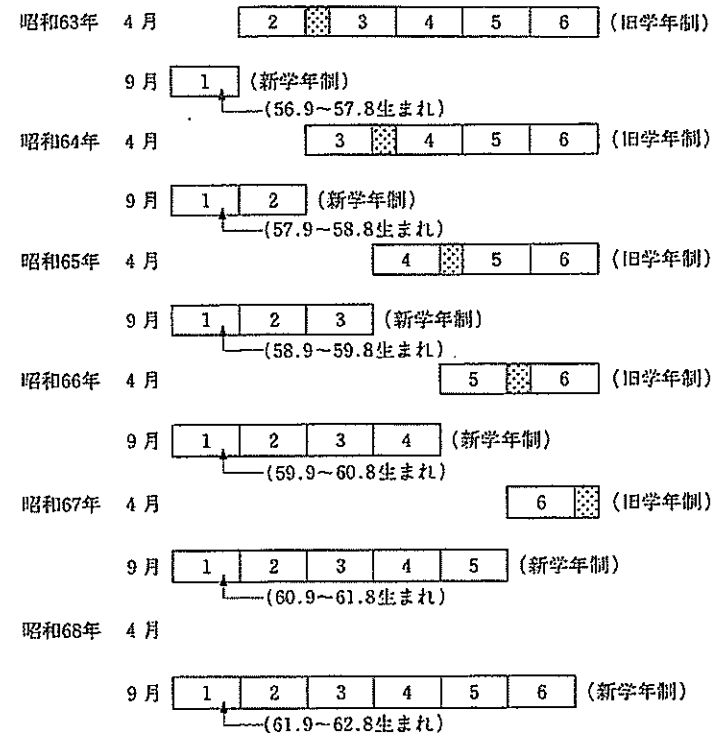 昭和63年 4月 2 3 4 5 6 (旧学年制)
9月 1 (新学年制)
(56.9~57.8生まれ)
昭和64年 4月 3 4 5 6 (旧学年制)
9月 1 2 (新学年制)
(57.9~58.8生まれ)
昭和65年 4月 4 5 6 (旧学年制)
9月 1 2 3 (新学年制)
(58.9~59.8生まれ)
昭和66年 4月 5 6 (旧学年制)
9月 1 2 3 4 (新学年制)
(59.9~60.8生まれ)
昭和67年 4月 6 (旧学年制)
9月 1 2 3 4 5 (新学年制)
(60.9~61.8生まれ)
昭和68年 4月
9月 1 2 3 4 5 6 (新学年制)
(61.9~62.8生まれ)